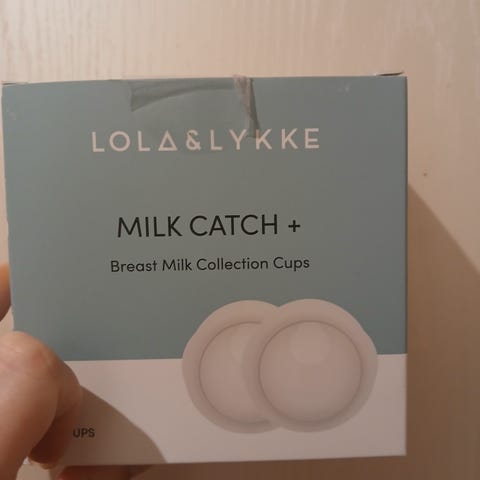 LOLA&LYKKE
MILK CATCH +
Breast Milk Collection Cups
UPS